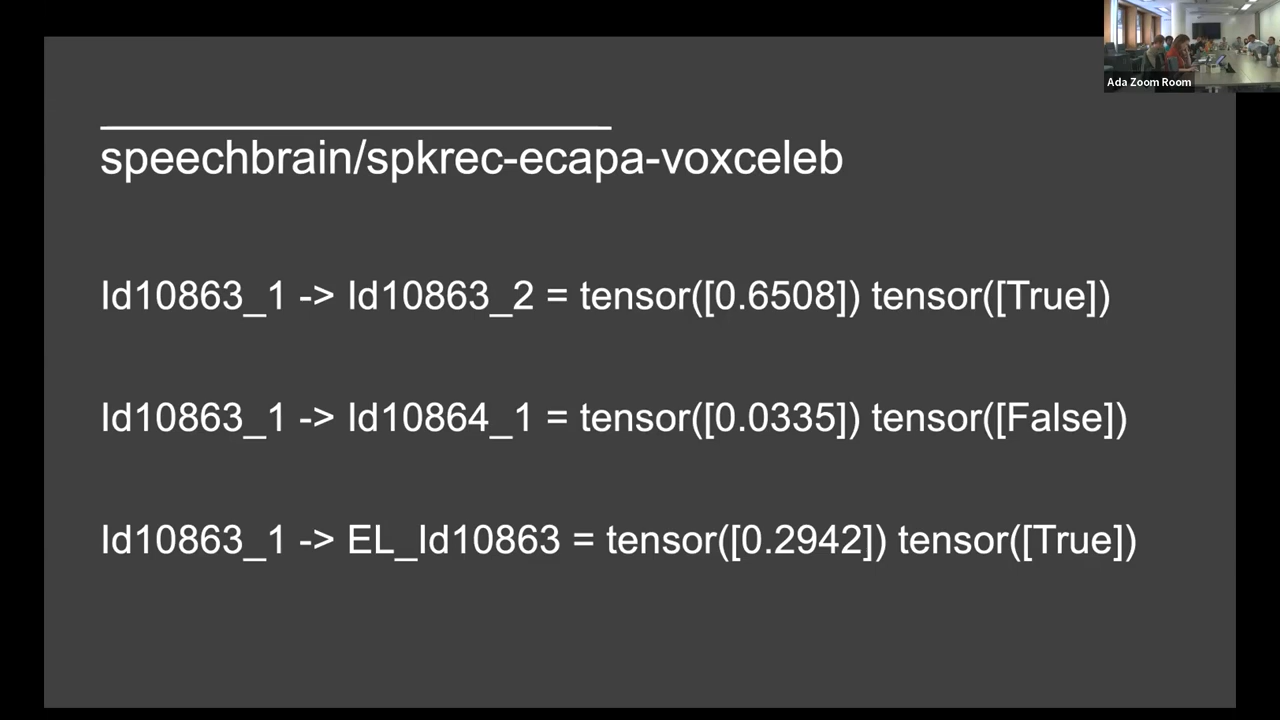 Ada Zoom Room
speechbrain/spkrec-ecapa-voxceleb
Id10863_1 -> Id10863_2 = tensor([0.6508]) tensor([True])
Id10863_1 -> Id10864_1 = tensor([0.0335]) tensor([False])
Id10863_1 -> EL_Id10863 = tensor([0.2942]) tensor([True])